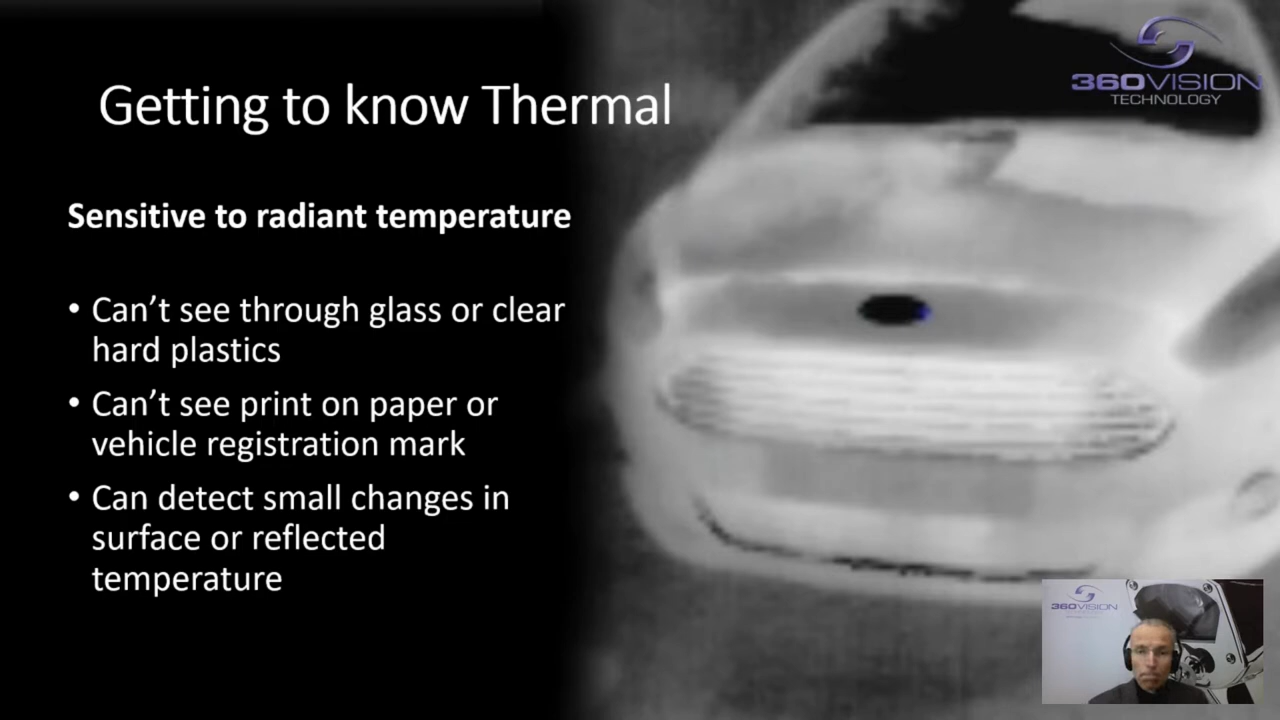 Getting to know Thermal
360VISION
TECHNOLOGY
Sensitive to radiant temperature
• Can’t see through glass or clear
hard plastics
• Can’t see print on paper or
vehicle registration mark
• Can detect small changes in
surface or reflected
temperature
360VISION